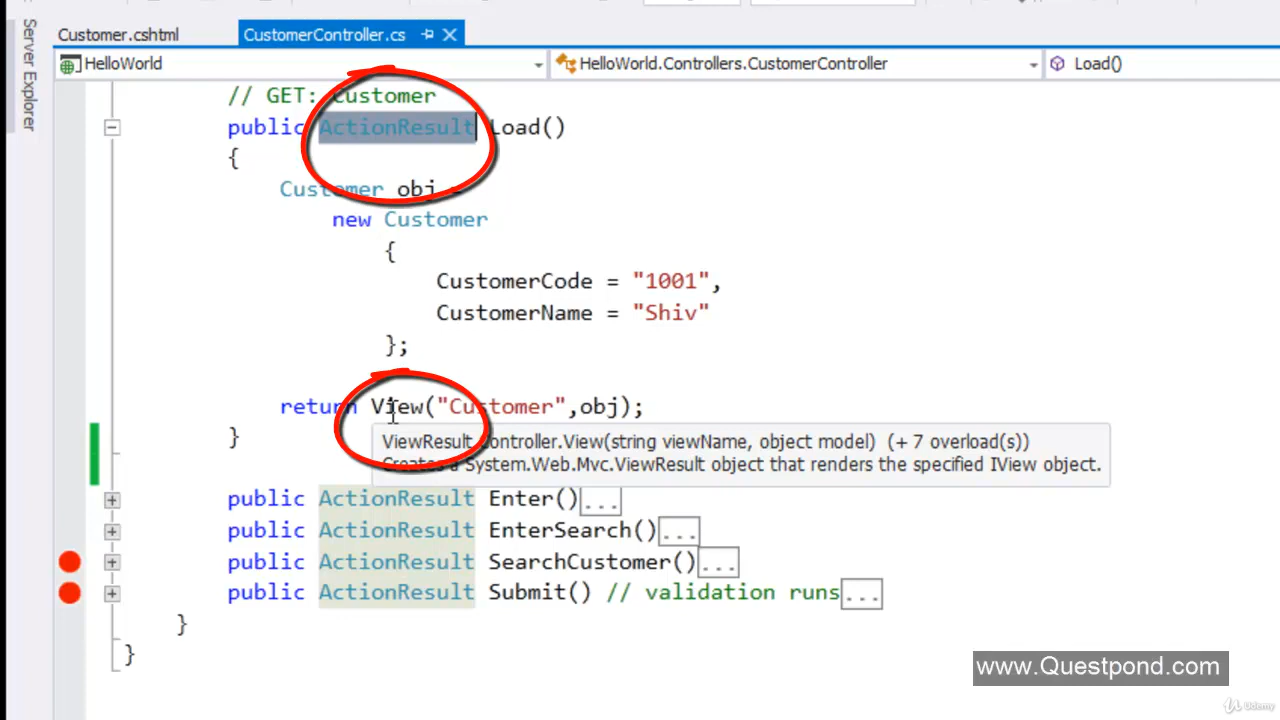 Server Explorer
Customer.cshtml CustomerController.cs
HelloWorld HelloWorld.Controllers.CustomerController Load()
// GET: Customer
public ActionResult Load()
{
Customer obj =
new Customer
{
CustomerCode = "1001",
CustomerName = "Shiv"
};
return View("Customer",obj);
}
ViewResult Controller.View(string viewName, object model) (+ 7 overload(s))
Creates a System.Web.Mvc.ViewResult object that renders the specified IView object.
public ActionResult Enter()...
public ActionResult EnterSearch()...
public ActionResult SearchCustomer()...
public ActionResult Submit() // validation runs...
}
}
www.Questpond.com
Udemy